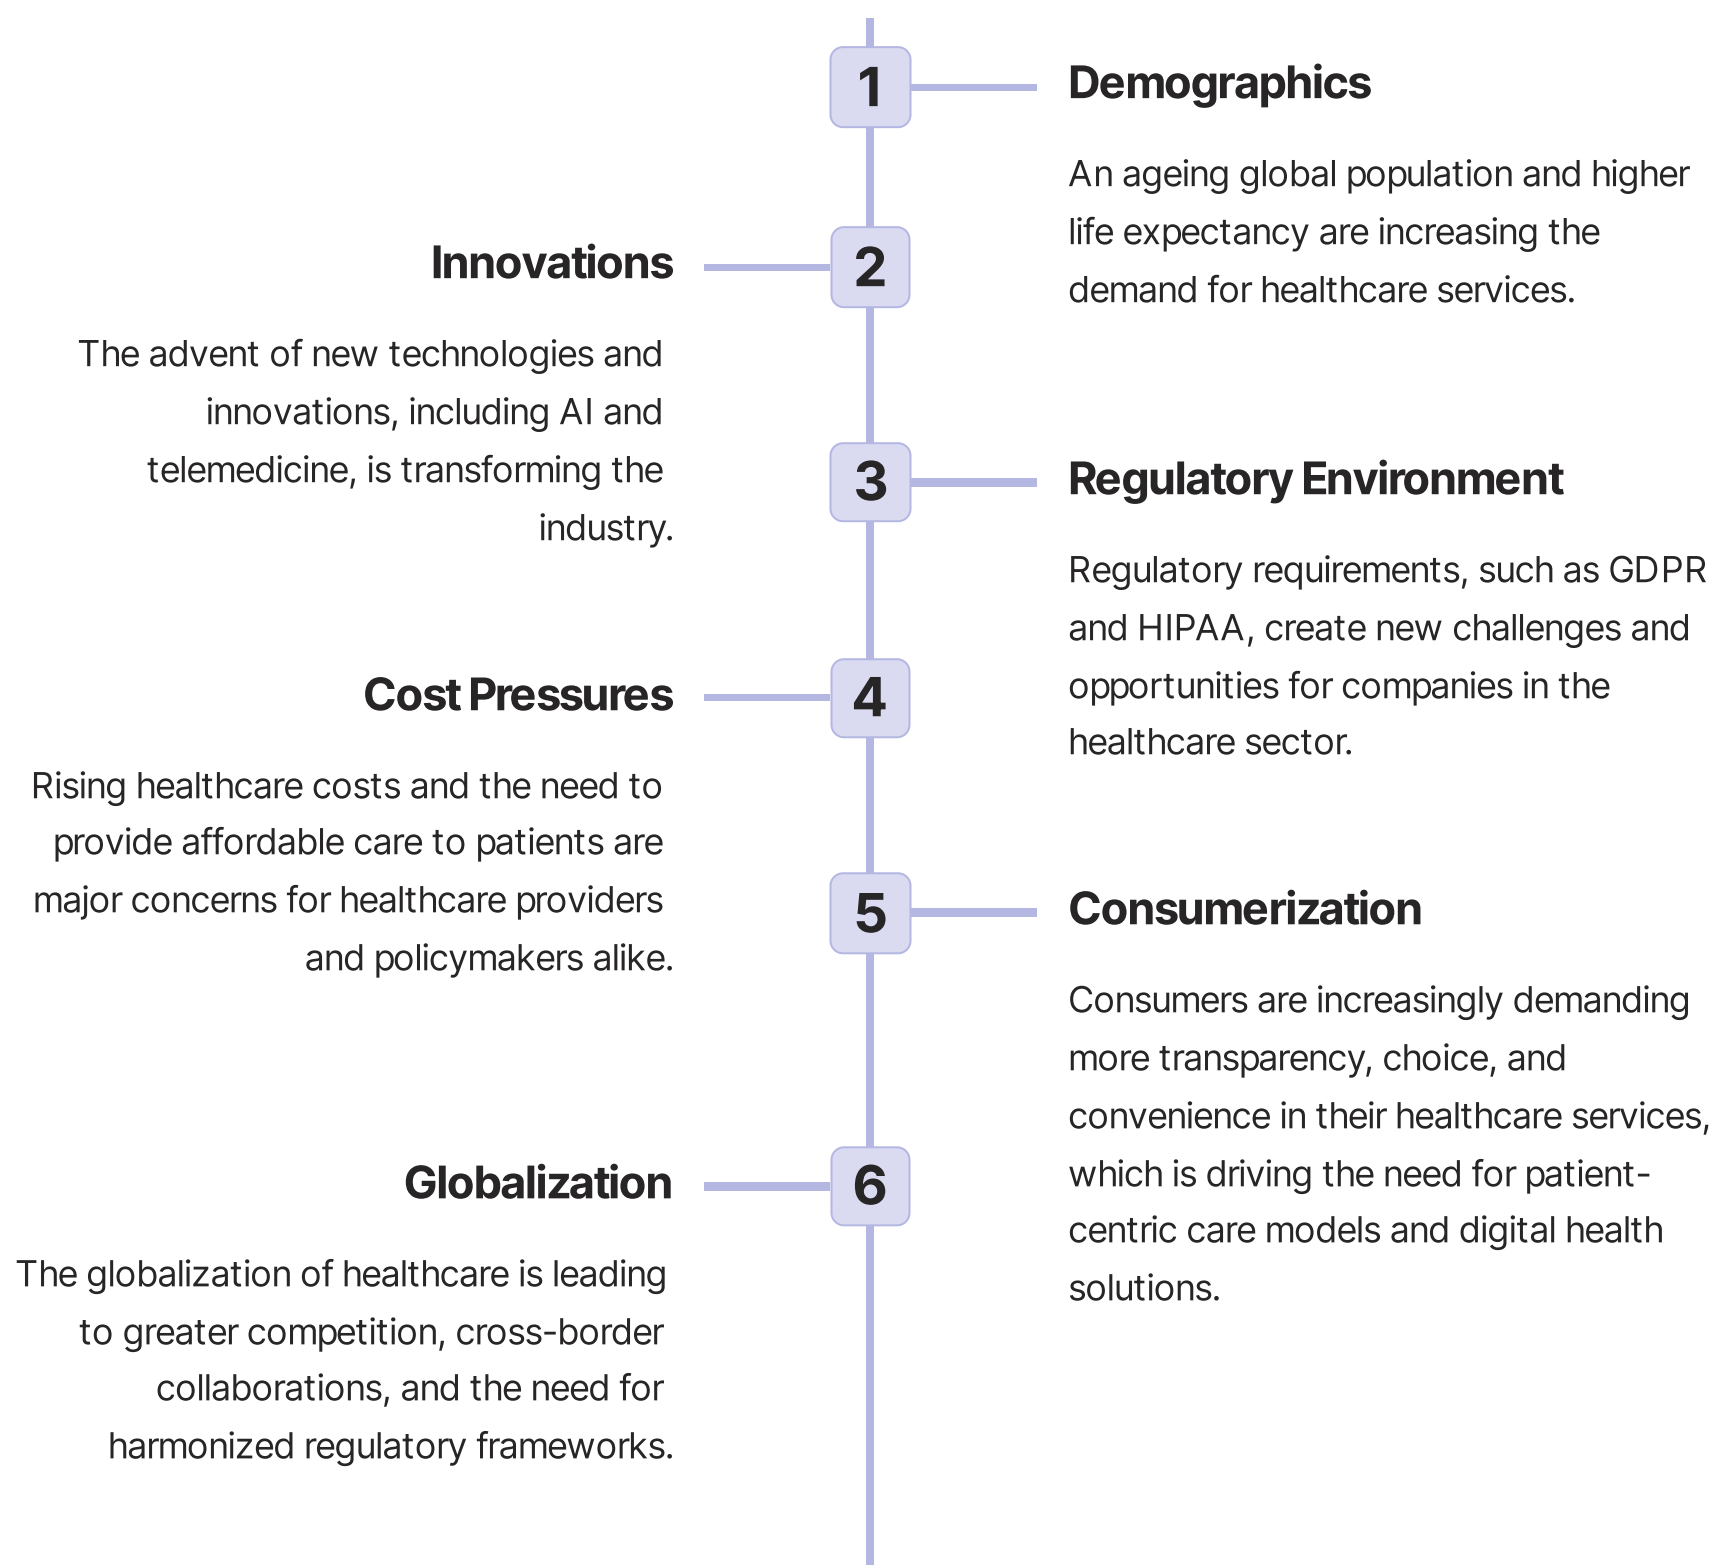 1
Demographics
An ageing global population and higher
life expectancy are increasing the
demand for healthcare services.
2
Innovations
The advent of new technologies and
innovations, including AI and
telemedicine, is transforming the
industry.
3
Regulatory Environment
Regulatory requirements, such as GDPR
and HIPAA, create new challenges and
opportunities for companies in the
healthcare sector.
4
Cost Pressures
Rising healthcare costs and the need to
provide affordable care to patients are
major concerns for healthcare providers
and policymakers alike.
5
Consumerization
Consumers are increasingly demanding
more transparency, choice, and
convenience in their healthcare services,
which is driving the need for patient-
centric care models and digital health
solutions.
6
Globalization
The globalization of healthcare is leading
to greater competition, cross-border
collaborations, and the need for
harmonized regulatory frameworks.